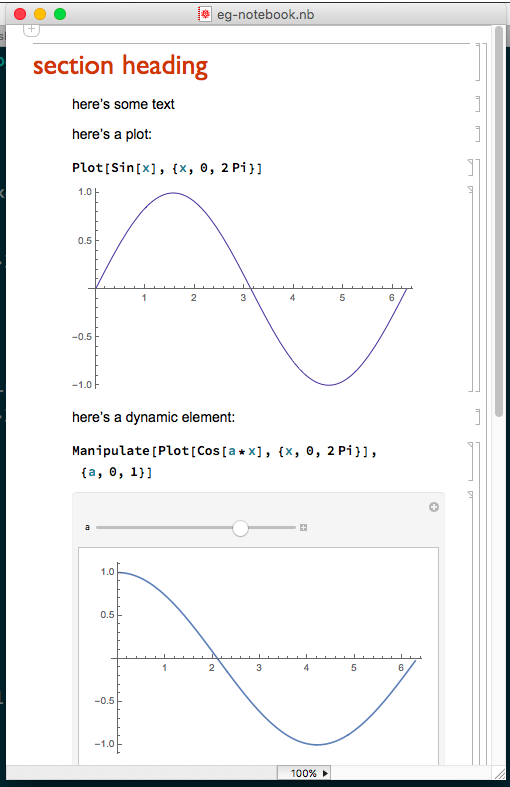 eg-notebook.nb
section heading
here's some text
here's a plot:
Plot[Sin[x], {x, 0, 2 Pi}]
1.0
0.5
1 2 3 4 5 6
-0.5
-1.0
here's a dynamic element:
Manipulate[Plot[Cos[a * x], {x, 0, 2 Pi}],
{a, 0, 1}]
a
1.0
0.5
1 2 3 4 5 6
-0.5
-1.0
100%